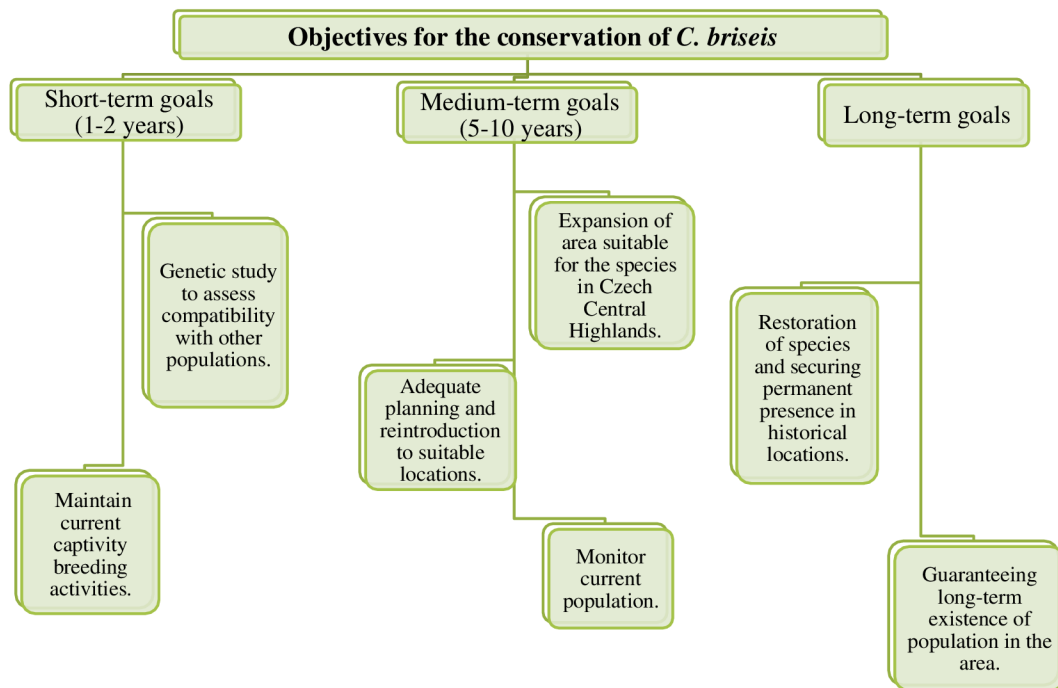 Objectives for the conservation of C. briseis
Short-term goals
(1-2 years)
Genetic study
to assess
compatibility
with other
populations.
Maintain
current
captivity
breeding
activities.
Medium-term goals
(5-10 years)
Expansion of
area suitable
for the species
in Czech
Central
Highlands.
Adequate
planning and
reintroduction
to suitable
locations.
Monitor
current
population.
Long-term goals
Restoration
of species
and securing
permanent
presence in
historical
locations.
Guaranteeing
long-term
existence of
population in the
area.